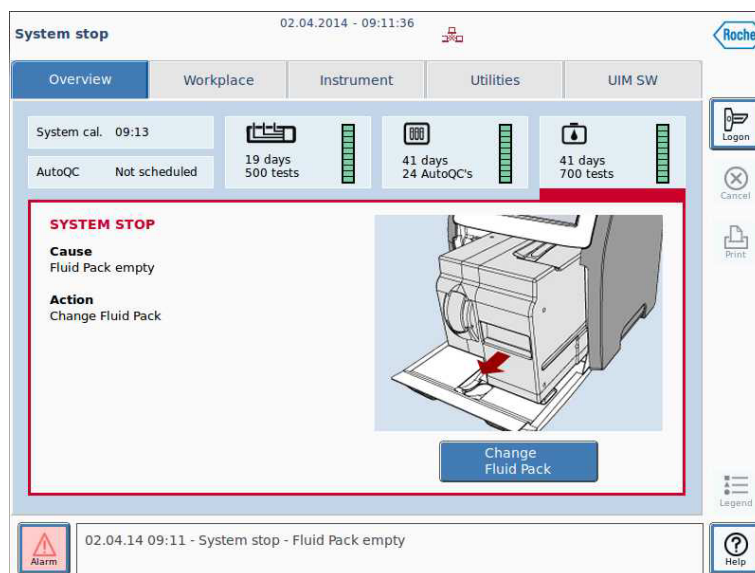 System stop
02.04.2014 - 09:11:36
Roche
Overview
Workplace
Instrument
Utilities
UIM SW
System cal. 09:13
AutoQC Not scheduled
19 days
500 tests
41 days
24 AutoQC's
41 days
700 tests
Logon
Cancel
Print
SYSTEM STOP
Cause
Fluid Pack empty
Action
Change Fluid Pack
Change
Fluid Pack
Legend
Alarm
02.04.14 09:11 - System stop - Fluid Pack empty
Help